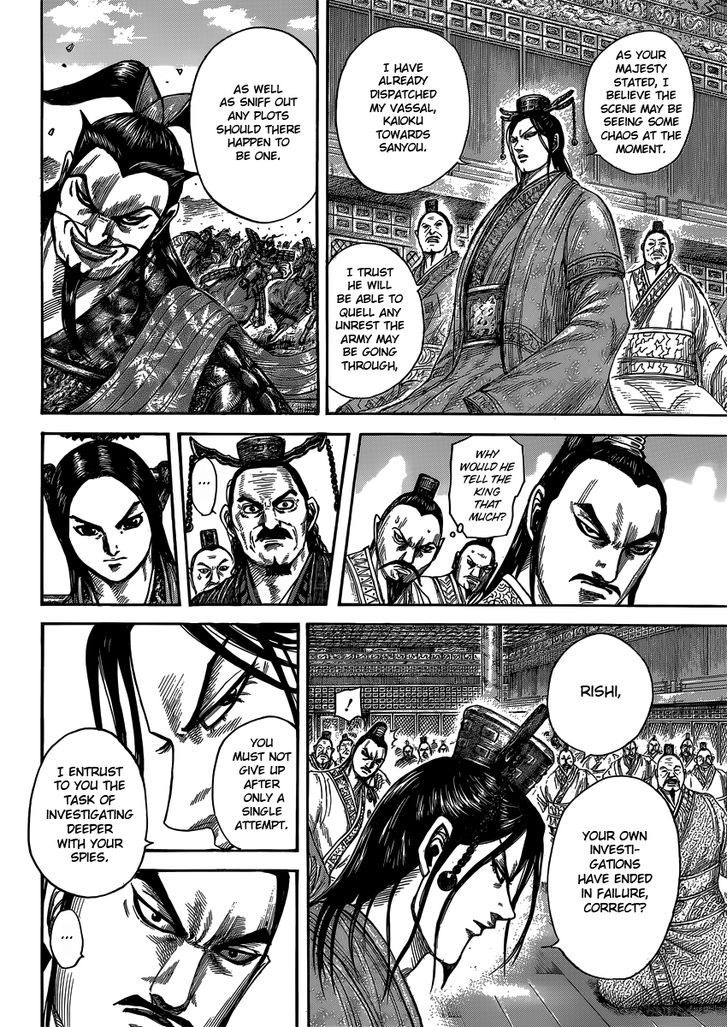 AS YOUR
MAJESTY
STATED, I
BELIEVE THE
SCENE MAY BE
SEEING SOME
CHAOS AT THE
MOMENT.
I HAVE
ALREADY
DISPATCHED
MY VASSAL,
KAIOKU
TOWARDS
SANYOU.
I TRUST
HE WILL
BE ABLE TO
QUELL ANY
UNREST THE
ARMY MAY
BE GOING
THROUGH,
AS WELL
AS SNIFF OUT
ANY PLOTS
SHOULD THERE
HAPPEN TO
BE ONE.
WHY
WOULD HE
TELL THE
KING THAT
MUCH?
...
RISHI,
!
YOUR OWN
INVESTI-
GATIONS
HAVE ENDED
IN FAILURE,
CORRECT?
YOU
MUST NOT
GIVE UP
AFTER
ONLY A
SINGLE
ATTEMPT.
I ENTRUST
TO YOU THE
TASK OF
INVESTIGATING
DEEPER
WITH YOUR
SPIES.
...